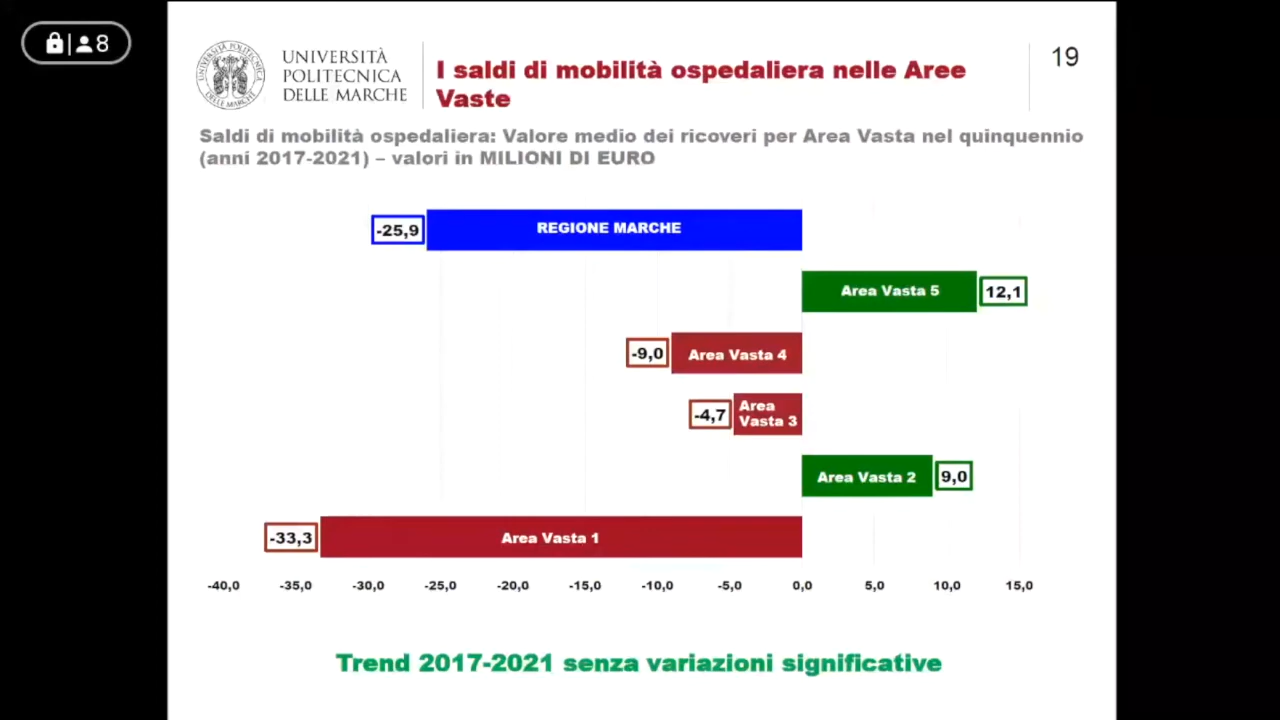 8
UNIVERSITÀ
POLITECNICA
DELLE MARCHE
I saldi di mobilità ospedaliera nelle Aree
Vaste
19
Saldi di mobilità ospedaliera: Valore medio dei ricoveri per Area Vasta nel quinquennio
(anni 2017-2021) – valori in MILIONI DI EURO
-25,9 REGIONE MARCHE
Area Vasta 5 12,1
-9,0 Area Vasta 4
-4,7 Area
Vasta 3
Area Vasta 2 9,0
-33,3 Area Vasta 1
-40,0 -35,0 -30,0 -25,0 -20,0 -15,0 -10,0 -5,0 0,0 5,0 10,0 15,0
Trend 2017-2021 senza variazioni significative